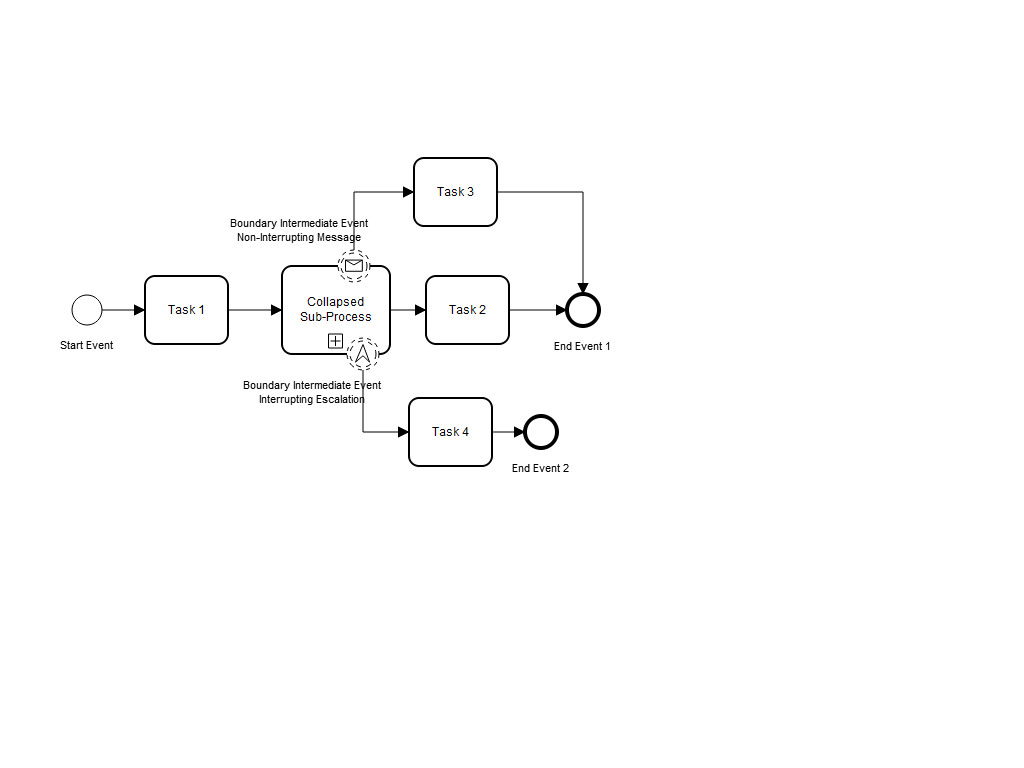 Task 3
Boundary Intermediate Event
Non-Interrupting Message
Start Event
Task 1
Collapsed
Sub-Process
Task 2
End Event 1
Boundary Intermediate Event
Interrupting Escalation
Task 4
End Event 2